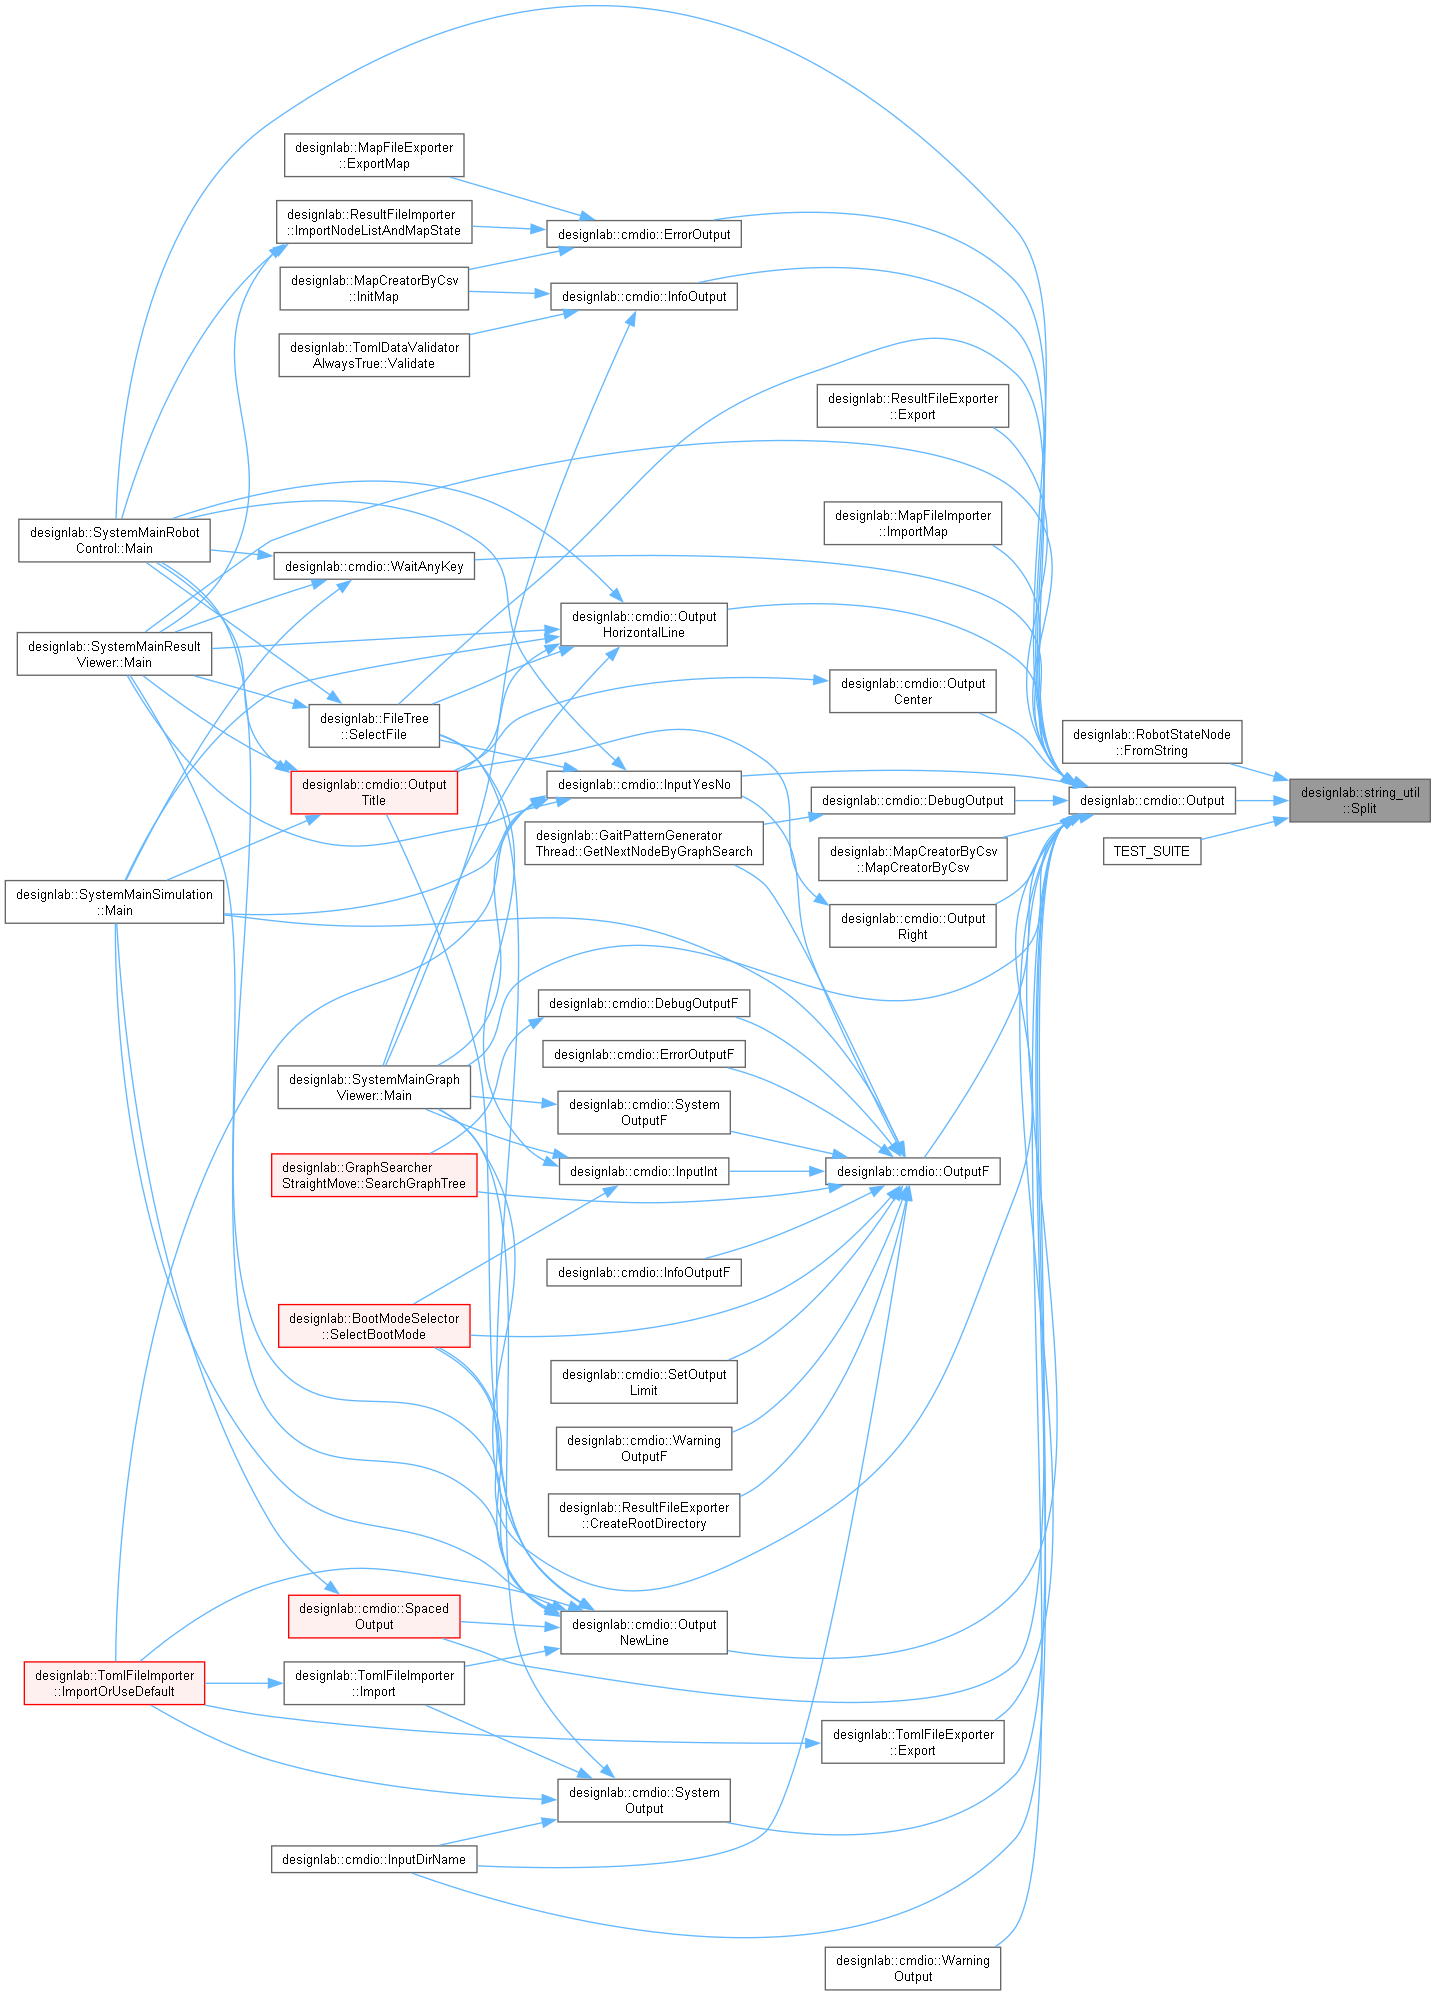 designlab::MapFileExporter
::ExportMap
designlab::ResultFileImporter
::ImportNodeListAndMapState
designlab::cmdio::ErrorOutput
designlab::MapCreatorByCsv
::InitMap
designlab::cmdio::InfoOutput
designlab::TomlDataValidator
AlwaysTrue::Validate
designlab::ResultFileExporter
::Export
designlab::MapFileImporter
::ImportMap
designlab::SystemMainRobot
Control::Main
designlab::cmdio::WaitAnyKey
designlab::cmdio::Output
HorizontalLine
designlab::SystemMainResult
Viewer::Main
designlab::cmdio::Output
Center
designlab::FileTree
::SelectFile
designlab::RobotStateNode
::FromString
designlab::cmdio::Output
Title
designlab::cmdio::InputYesNo
designlab::cmdio::DebugOutput
designlab::cmdio::Output
designlab::string_util
::Split
designlab::GaitPatternGenerator
Thread::GetNextNodeByGraphSearch
designlab::MapCreatorByCsv
::MapCreatorByCsv
TEST_SUITE
designlab::SystemMainSimulation
::Main
designlab::cmdio::Output
Right
designlab::cmdio::DebugOutputF
designlab::cmdio::ErrorOutputF
designlab::SystemMainGraph
Viewer::Main
designlab::cmdio::System
OutputF
designlab::GraphSearcher
StraightMove::SearchGraphTree
designlab::cmdio::InputInt
designlab::cmdio::OutputF
designlab::cmdio::InfoOutputF
designlab::BootModeSelector
::SelectBootMode
designlab::cmdio::SetOutput
Limit
designlab::cmdio::Warning
OutputF
designlab::ResultFileExporter
::CreateRootDirectory
designlab::cmdio::Spaced
Output
designlab::cmdio::Output
NewLine
designlab::TomlFileImporter
::ImportOrUseDefault
designlab::TomlFileImporter
::Import
designlab::TomlFileExporter
::Export
designlab::cmdio::System
Output
designlab::cmdio::InputDirName
designlab::cmdio::Warning
Output